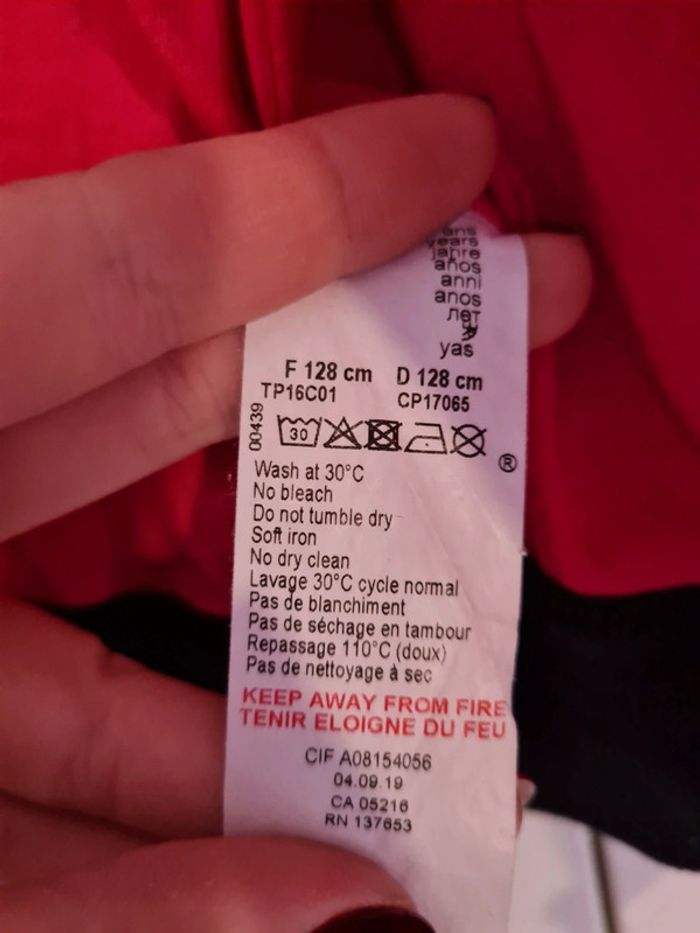 ans
years
jahre
años
anni
anos
лет
yas
F 128 cm D 128 cm
TP16C01 CP17065
00439
30
®
Wash at 30°C
No bleach
Do not tumble dry
Soft iron
No dry clean
Lavage 30°C cycle normal
Pas de blanchiment
Pas de séchage en tambour
Repassage 110°C (doux)
Pas de nettoyage à sec
KEEP AWAY FROM FIRE
TENIR ELOIGNE DU FEU
CIF A08154056
04.09.19
CA 05216
RN 137653